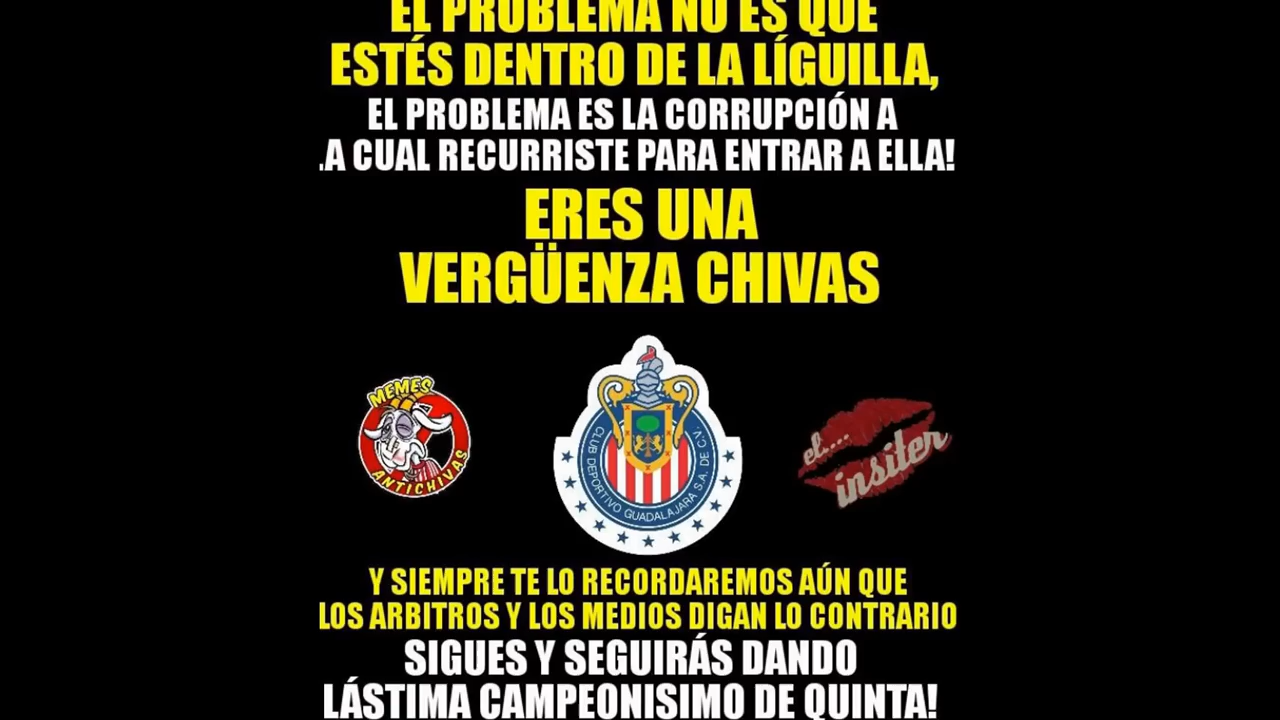 EL PROBLEMA NO ES QUE
ESTÉS DENTRO DE LA LÍGUILLA,
EL PROBLEMA ES LA CORRUPCIÓN A
.A CUAL RECURRISTE PARA ENTRAR A ELLA!
ERES UNA
VERGÜENZA CHIVAS
MEMES
ANTICHIVAS
CLUB DEPORTIVO GUADALAJARA S.A. DE C.V.
el....
insiter
Y SIEMPRE TE LO RECORDAREMOS AÚN QUE
LOS ARBITROS Y LOS MEDIOS DIGAN LO CONTRARIO
SIGUES Y SEGUIRÁS DANDO
LÁSTIMA CAMPEONISIMO DE QUINTA!